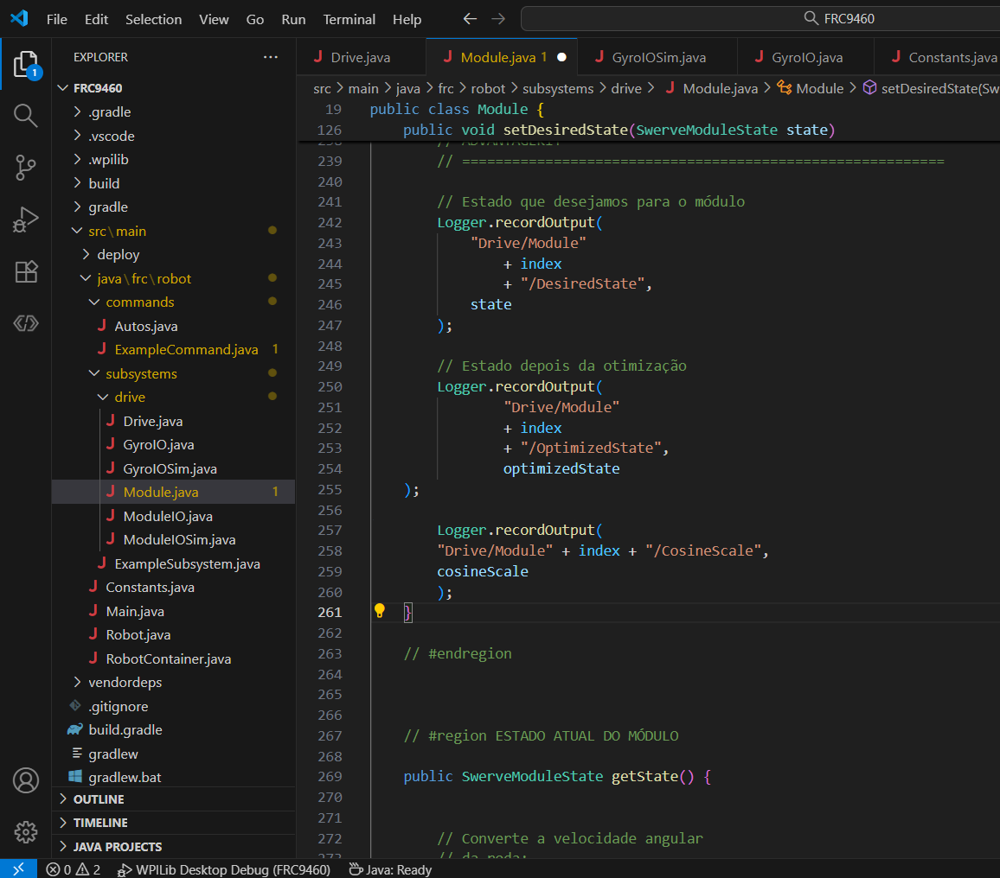 File Edit Selection View Go Run Terminal Help FRC9460
EXPLORER
1
FRC9460
.gradle
.vscode
.wpilib
build
gradle
src\main
deploy
java\frc\robot
commands
Autos.java
ExampleCommand.java 1
subsystems
drive
Drive.java
GyroIO.java
GyroIOSim.java
Module.java 1
ModuleIO.java
ModuleIOSim.java
ExampleSubsystem.java
Constants.java
Main.java
Robot.java
RobotContainer.java
vendordeps
.gitignore
build.gradle
gradlew
gradlew.bat
OUTLINE
TIMELINE
JAVA PROJECTS
Drive.java Module.java 1 GyroIOSim.java GyroIO.java Constants.java
src > main > java > frc > robot > subsystems > drive > Module.java > Module > setDesiredState(Sw
19 public class Module {
126 public void setDesiredState(SwerveModuleState state)
238 // ADVANTAGEKIT
239 // ==========================================================
240
241 // Estado que desejamos para o módulo
242 Logger.recordOutput(
243 "Drive/Module"
244 + index
245 + "/DesiredState",
246 state
247 );
248
249 // Estado depois da otimização
250 Logger.recordOutput(
251 "Drive/Module"
252 + index
253 + "/OptimizedState",
254 optimizedState
255 );
256
257 Logger.recordOutput(
258 "Drive/Module" + index + "/CosineScale",
259 cosineScale
260 );
261 }
262
263 // #endregion
264
265
266
267 // #region ESTADO ATUAL DO MÓDULO
268
269 public SwerveModuleState getState() {
270
271
272 // Converte a velocidade angular
273 // da roda:
0 2 WPILib Desktop Debug (FRC9460) Java: Ready